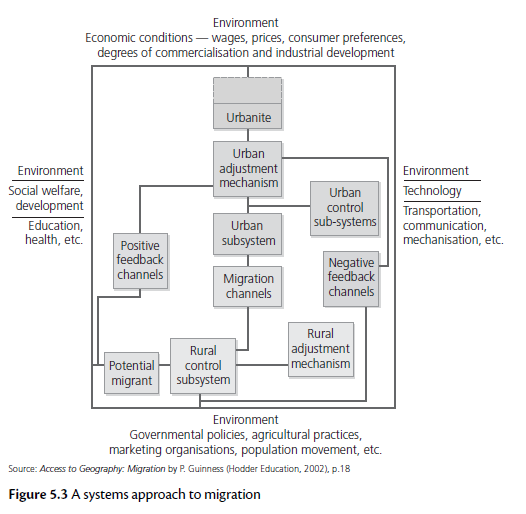 Environment
Economic conditions — wages, prices, consumer preferences,
degrees of commercialisation and industrial development
Urbanite
Urban
adjustment
mechanism
Environment
Social welfare,
development
Education,
health, etc.
Environment
Technology
Transportation,
communication,
mechanisation, etc.
Urban
control
sub-systems
Urban
subsystem
Positive
feedback
channels
Negative
feedback
channels
Migration
channels
Rural
adjustment
mechanism
Rural
control
subsystem
Potential
migrant
Environment
Governmental policies, agricultural practices,
marketing organisations, population movement, etc.
Source: Access to Geography: Migration by P. Guinness (Hodder Education, 2002), p.18
Figure 5.3 A systems approach to migration